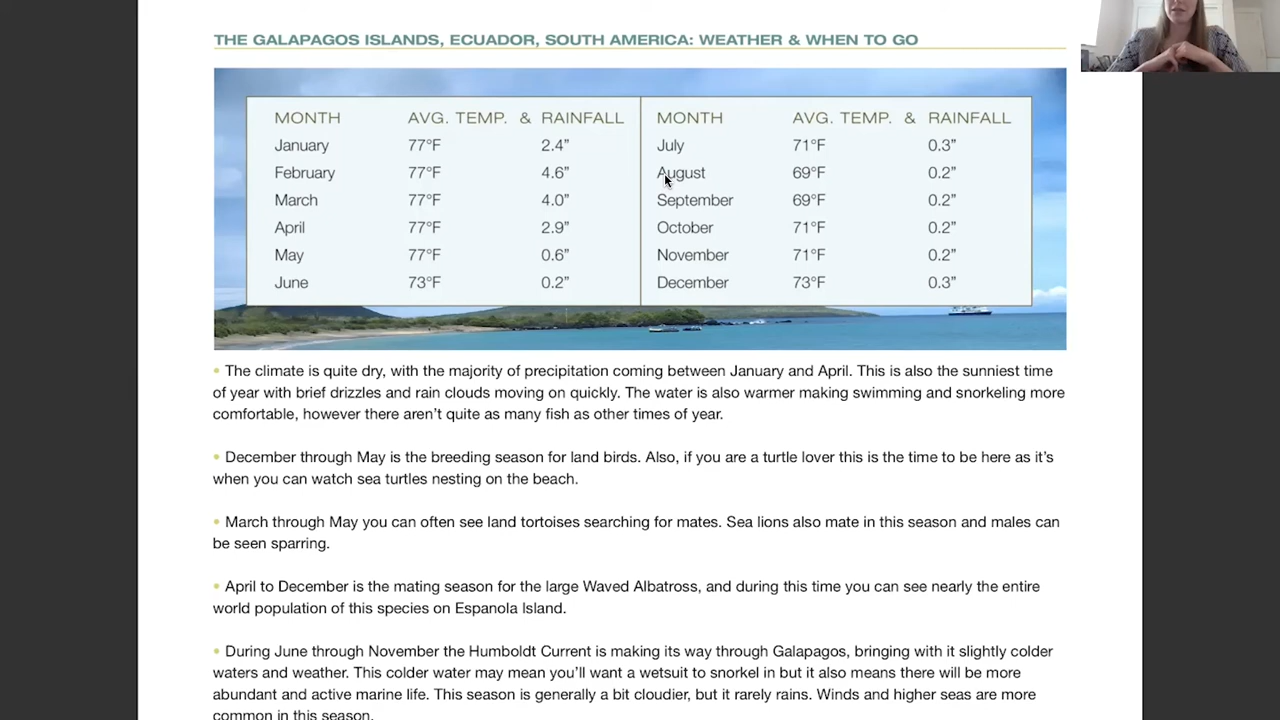 THE GALAPAGOS ISLANDS, ECUADOR, SOUTH AMERICA: WEATHER & WHEN TO GO
MONTH AVG. TEMP. & RAINFALL MONTH AVG. TEMP. & RAINFALL
January 77°F 2.4” July 71°F 0.3”
February 77°F 4.6” August 69°F 0.2”
March 77°F 4.0” September 69°F 0.2”
April 77°F 2.9” October 71°F 0.2”
May 77°F 0.6” November 71°F 0.2”
June 73°F 0.2” December 73°F 0.3”
• The climate is quite dry, with the majority of precipitation coming between January and April. This is also the sunniest time
of year with brief drizzles and rain clouds moving on quickly. The water is also warmer making swimming and snorkeling more
comfortable, however there aren’t quite as many fish as other times of year.
• December through May is the breeding season for land birds. Also, if you are a turtle lover this is the time to be here as it’s
when you can watch sea turtles nesting on the beach.
• March through May you can often see land tortoises searching for mates. Sea lions also mate in this season and males can
be seen sparring.
• April to December is the mating season for the large Waved Albatross, and during this time you can see nearly the entire
world population of this species on Espanola Island.
• During June through November the Humboldt Current is making its way through Galapagos, bringing with it slightly colder
waters and weather. This colder water may mean you’ll want a wetsuit to snorkel in but it also means there will be more
abundant and active marine life. This season is generally a bit cloudier, but it rarely rains. Winds and higher seas are more
common in this season.